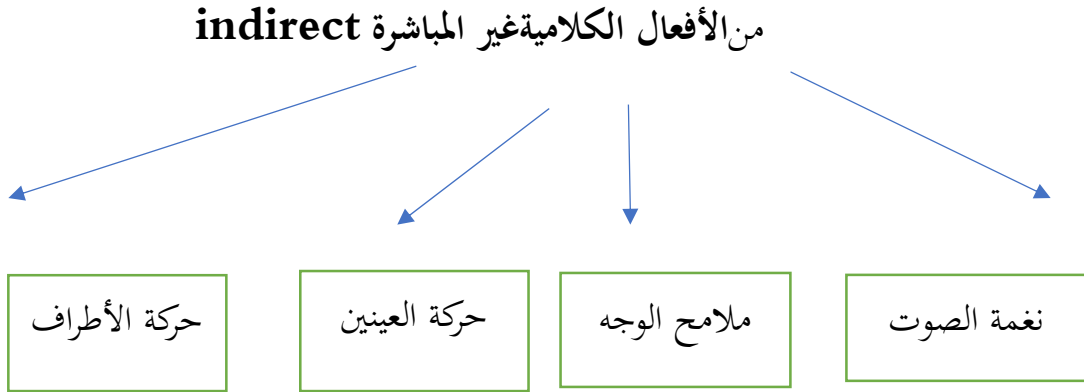 من الأفعال الكلاميةغير المباشرة indirect
نغمة الصوت
ملامح الوجه
حركة العينين
حركة الأطراف